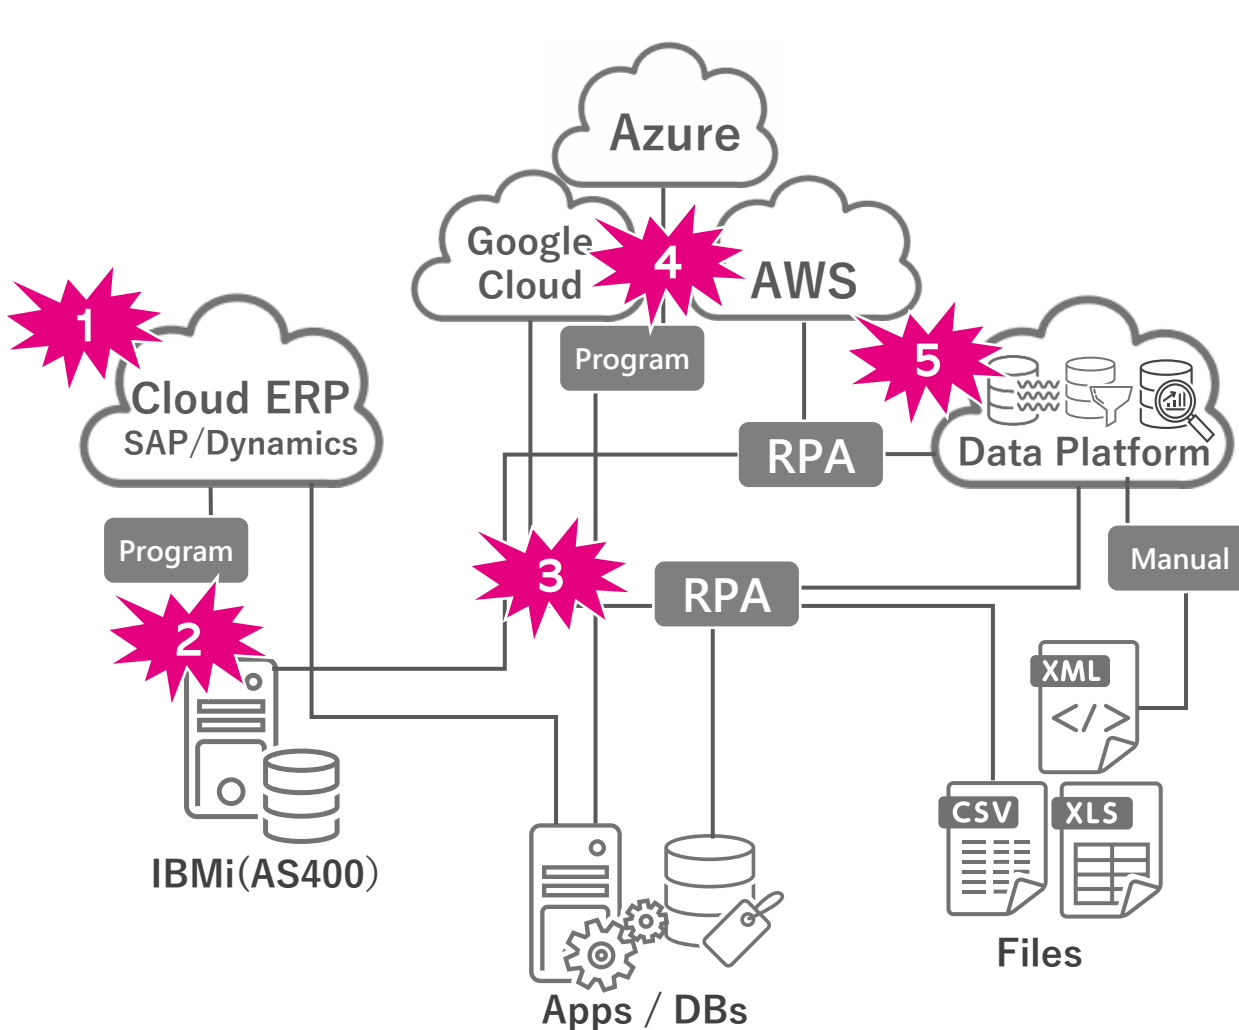 Azure
Google
Cloud
4
AWS
1
Program
5
Cloud ERP
SAP/Dynamics
RPA
Data Platform
Program
3
RPA
Manual
2
XML
</>
CSV
XLS
IBMi(AS400)
Files
Apps / DBs